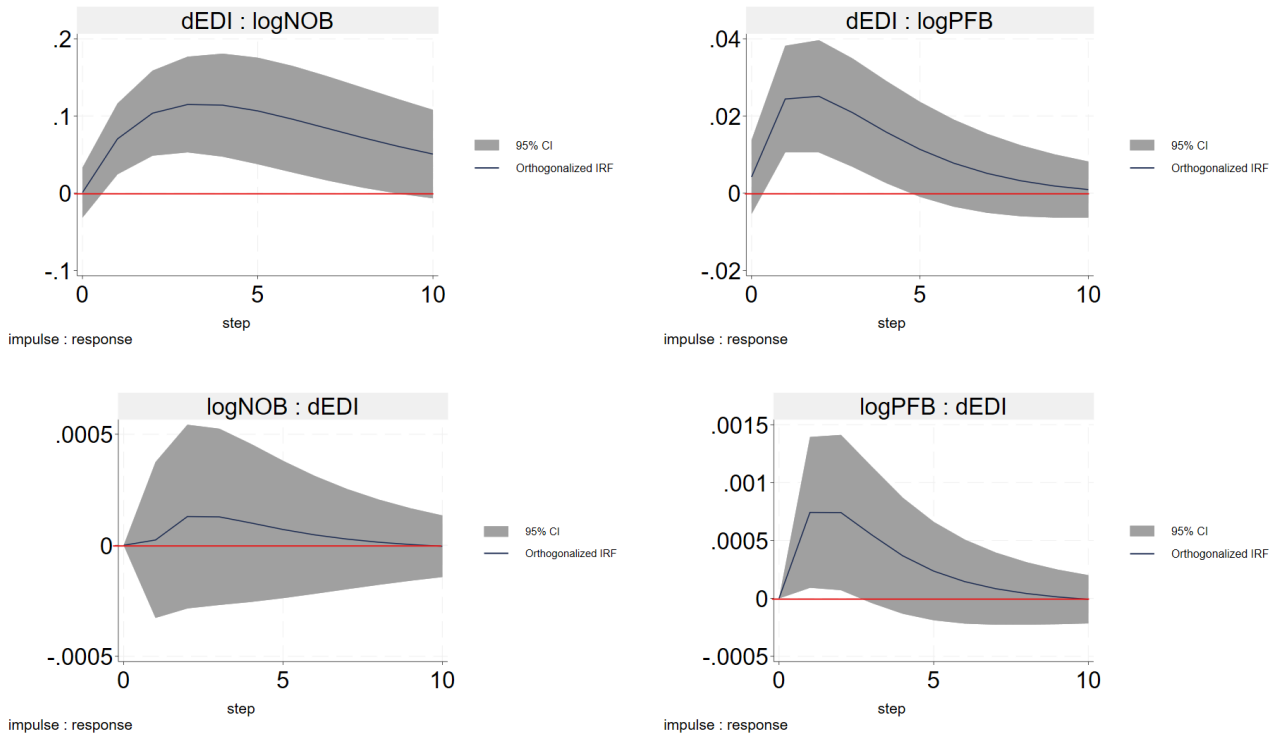 dEDI : logNOB
.2
.1
0
-.1
0
5
10
step
impulse : response
95% CI
Orthogonalized IRF
dEDI : logPFB
.04
.02
0
-.02
0
5
10
step
impulse : response
95% CI
Orthogonalized IRF
logNOB : dEDI
.0005
0
-.0005
0
5
10
step
impulse : response
95% CI
Orthogonalized IRF
logPFB : dEDI
.0015
.001
.0005
0
-.0005
0
5
10
step
impulse : response
95% CI
Orthogonalized IRF